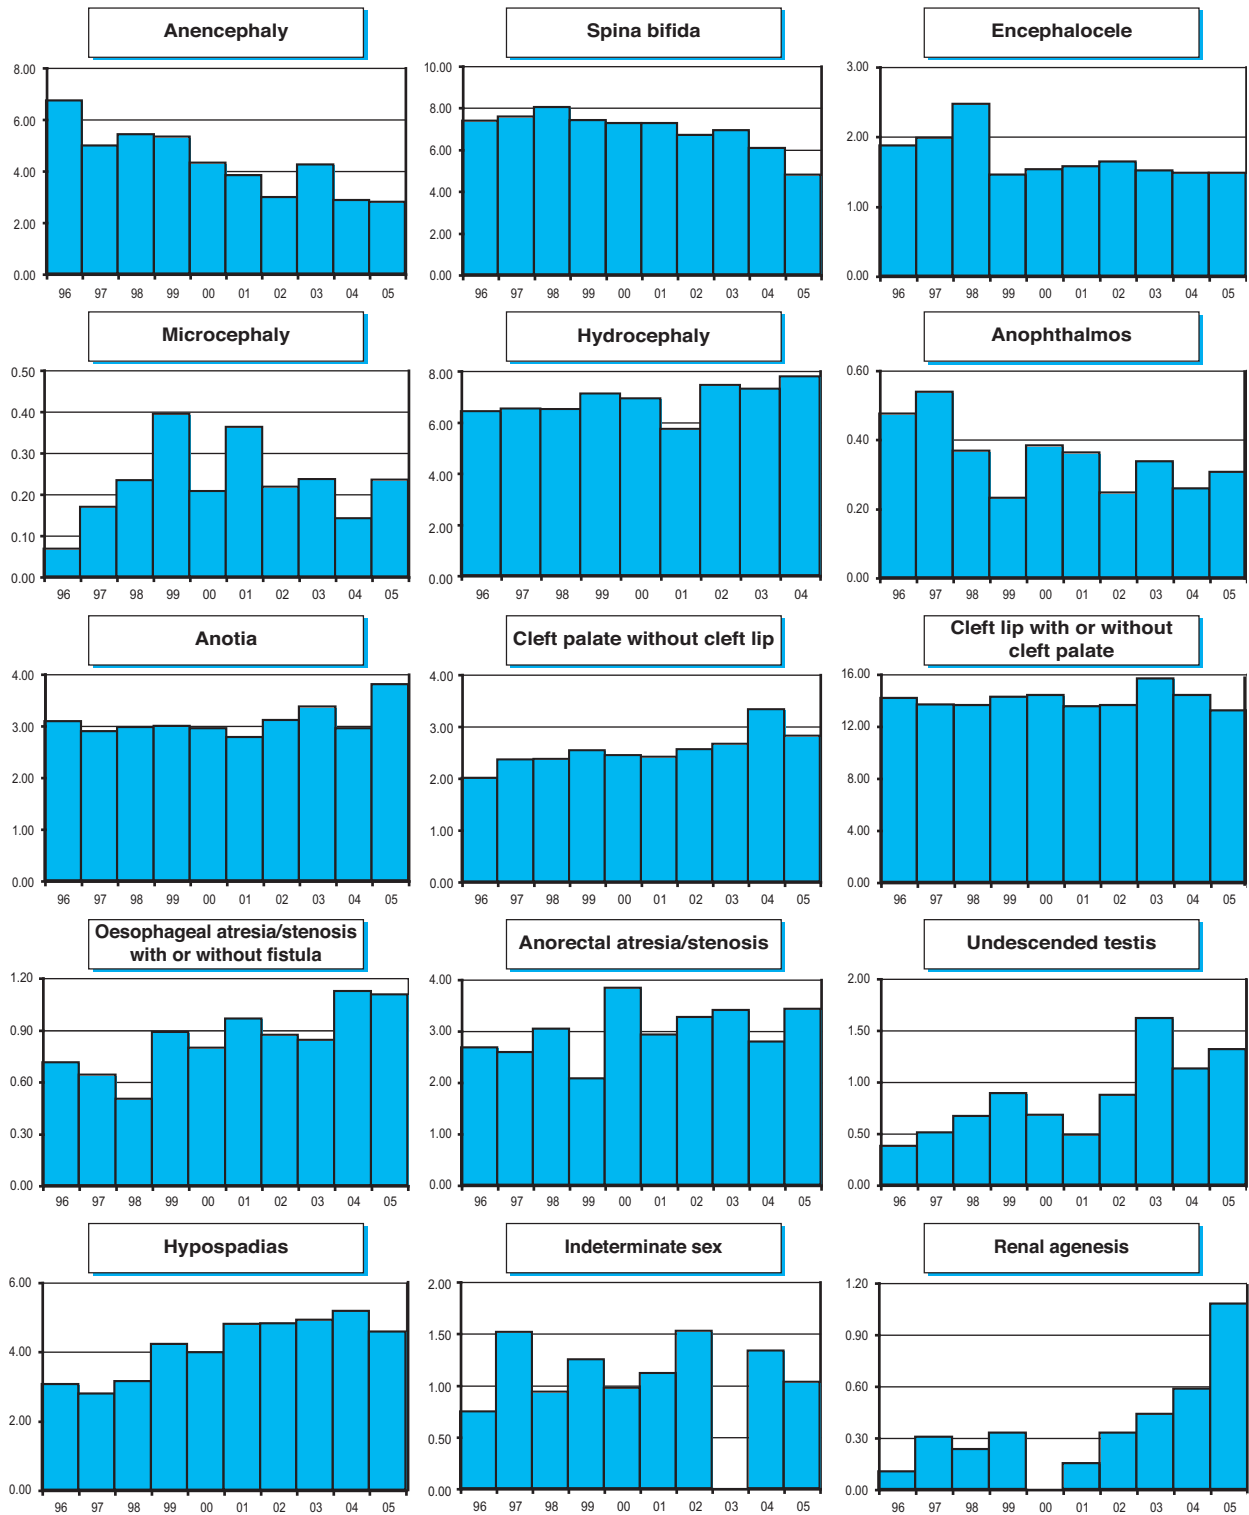 Anencephaly
8.00
6.00
4.00
2.00
0.00
96 97 98 99 00 01 02 03 04 05
Spina bifida
10.00
8.00
6.00
4.00
2.00
0.00
96 97 98 99 00 01 02 03 04 05
Encephalocele
3.00
2.00
1.00
0.00
96 97 98 99 00 01 02 03 04 05
Microcephaly
0.50
0.40
0.30
0.20
0.10
0.00
96 97 98 99 00 01 02 03 04 05
Hydrocephaly
8.00
6.00
4.00
2.00
0.00
96 97 98 99 00 01 02 03 04
Anophthalmos
0.60
0.40
0.20
0.00
96 97 98 99 00 01 02 03 04 05
Anotia
4.00
3.00
2.00
1.00
0.00
96 97 98 99 00 01 02 03 04 05
Cleft palate without cleft lip
4.00
3.00
2.00
1.00
0.00
96 97 98 99 00 01 02 03 04 05
Cleft lip with or without
cleft palate
16.00
12.00
8.00
4.00
0.00
96 97 98 99 00 01 02 03 04 05
Oesophageal atresia/stenosis
with or without fistula
1.20
0.90
0.60
0.30
0.00
96 97 98 99 00 01 02 03 04 05
Anorectal atresia/stenosis
4.00
3.00
2.00
1.00
0.00
96 97 98 99 00 01 02 03 04 05
Undescended testis
2.00
1.50
1.00
0.50
0.00
96 97 98 99 00 01 02 03 04 05
Hypospadias
6.00
4.00
2.00
0.00
96 97 98 99 00 01 02 03 04 05
Indeterminate sex
2.00
1.50
1.00
0.50
0.00
96 97 98 99 00 01 02 03 04 05
Renal agenesis
1.20
0.90
0.60
0.30
0.00
96 97 98 99 00 01 02 03 04 05